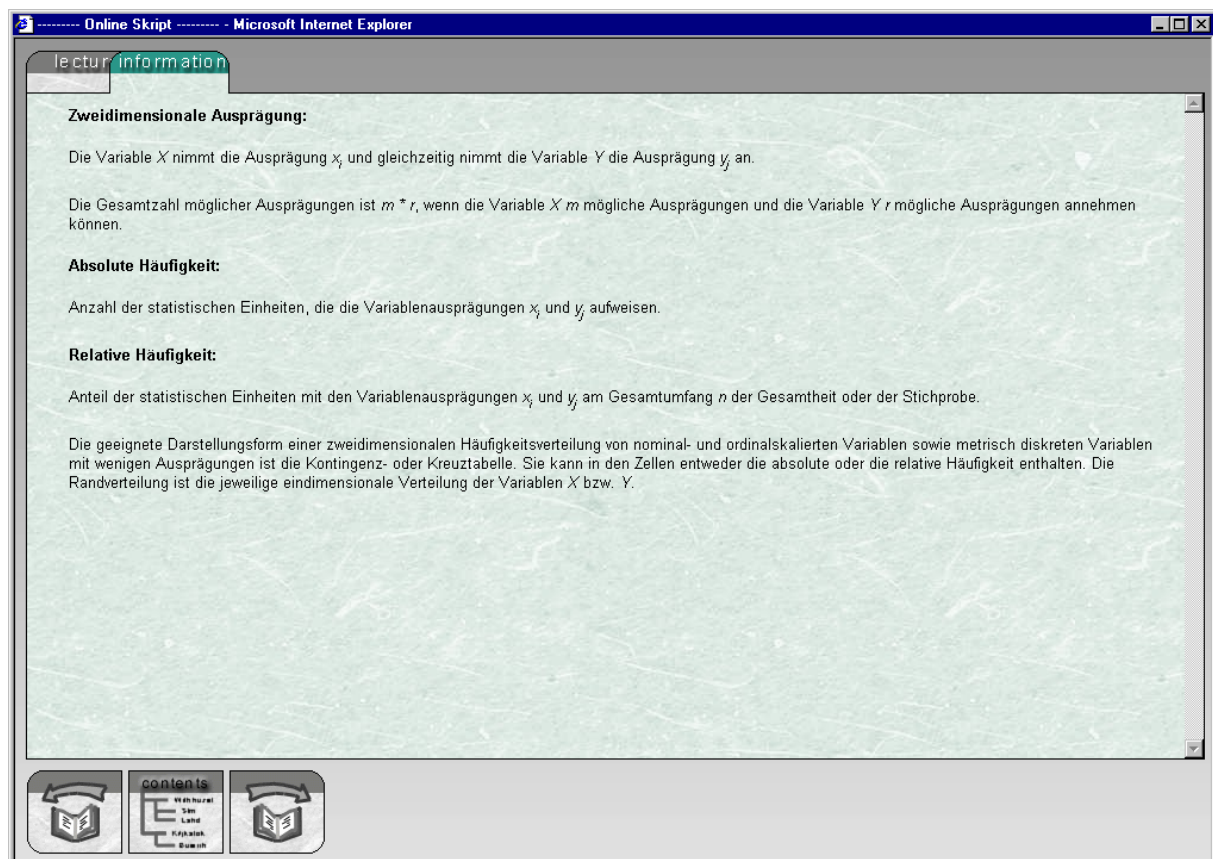 --------- Online Skript --------- - Microsoft Internet Explorer
lectur information
Zweidimensionale Ausprägung:
Die Variable X nimmt die Ausprägung x_i und gleichzeitig nimmt die Variable Y die Ausprägung y_j an.
Die Gesamtzahl möglicher Ausprägungen ist m * r, wenn die Variable X m mögliche Ausprägungen und die Variable Y r mögliche Ausprägungen annehmen
können.
Absolute Häufigkeit:
Anzahl der statistischen Einheiten, die die Variablenausprägungen x_i und y_j aufweisen.
Relative Häufigkeit:
Anteil der statistischen Einheiten mit den Variablenausprägungen x_i und y_j am Gesamtumfang n der Gesamtheit oder der Stichprobe.
Die geeignete Darstellungsform einer zweidimensionalen Häufigkeitsverteilung von nominal- und ordinalskalierten Variablen sowie metrisch diskreten Variablen
mit wenigen Ausprägungen ist die Kontingenz- oder Kreuztabelle. Sie kann in den Zellen entweder die absolute oder die relative Häufigkeit enthalten. Die
Randverteilung ist die jeweilige eindimensionale Verteilung der Variablen X bzw. Y.
contents